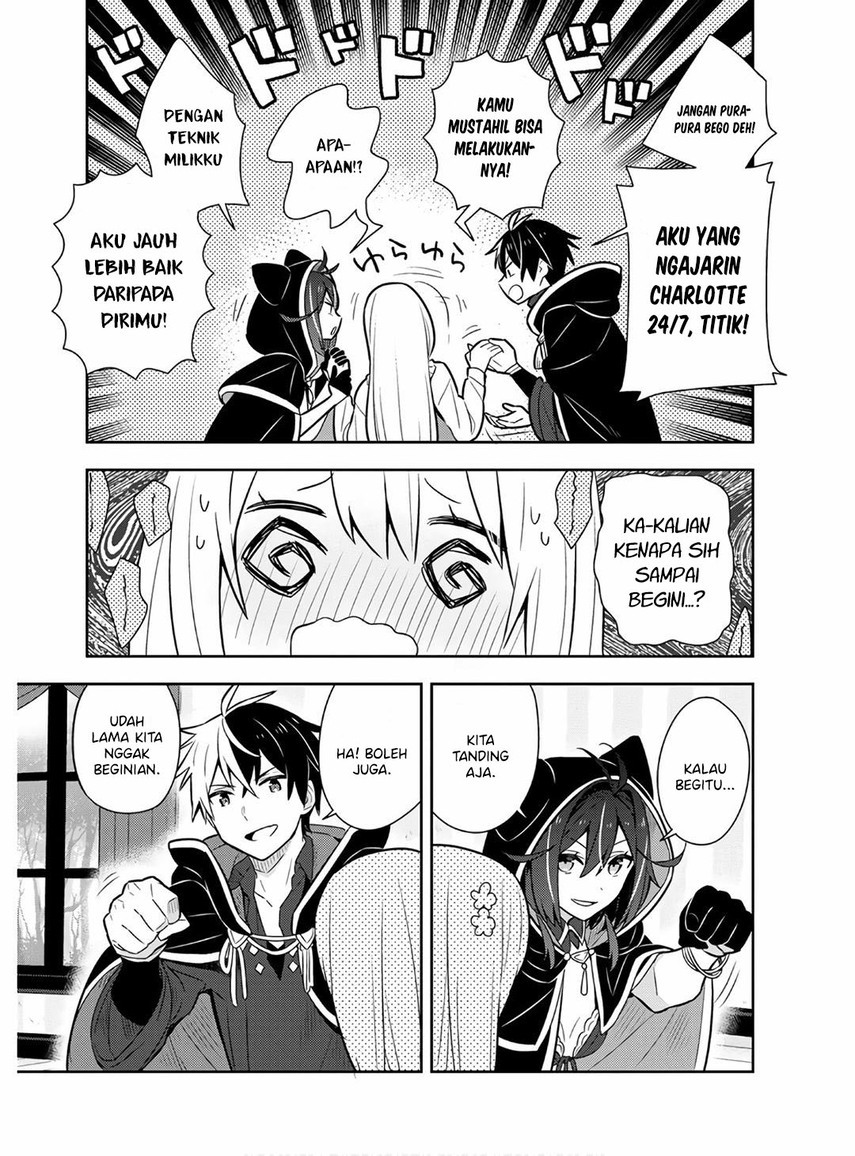 ドドドドド
JANGAN PURA-
PURA BEGO DEH!
AKU YANG
NGAJARIN
CHARLOTTE
24/7, TITIK!
KAMU
MUSTAHIL BISA
MELAKUKAN-
NYA!
APA-
APAAN!?
DENGAN
TEKNIK
MILIKKU
AKU JAUH
LEBIH BAIK
DARIPADA
DIRIMU!
ゆらゆら
KA-KALIAN
KENAPA SIH
SAMPAI
BEGINI...?
KALAU
BEGITU...
KITA
TANDING
AJA.
HA! BOLEH
JUGA.
UDAH
LAMA KITA
NGGAK
BEGINIAN.